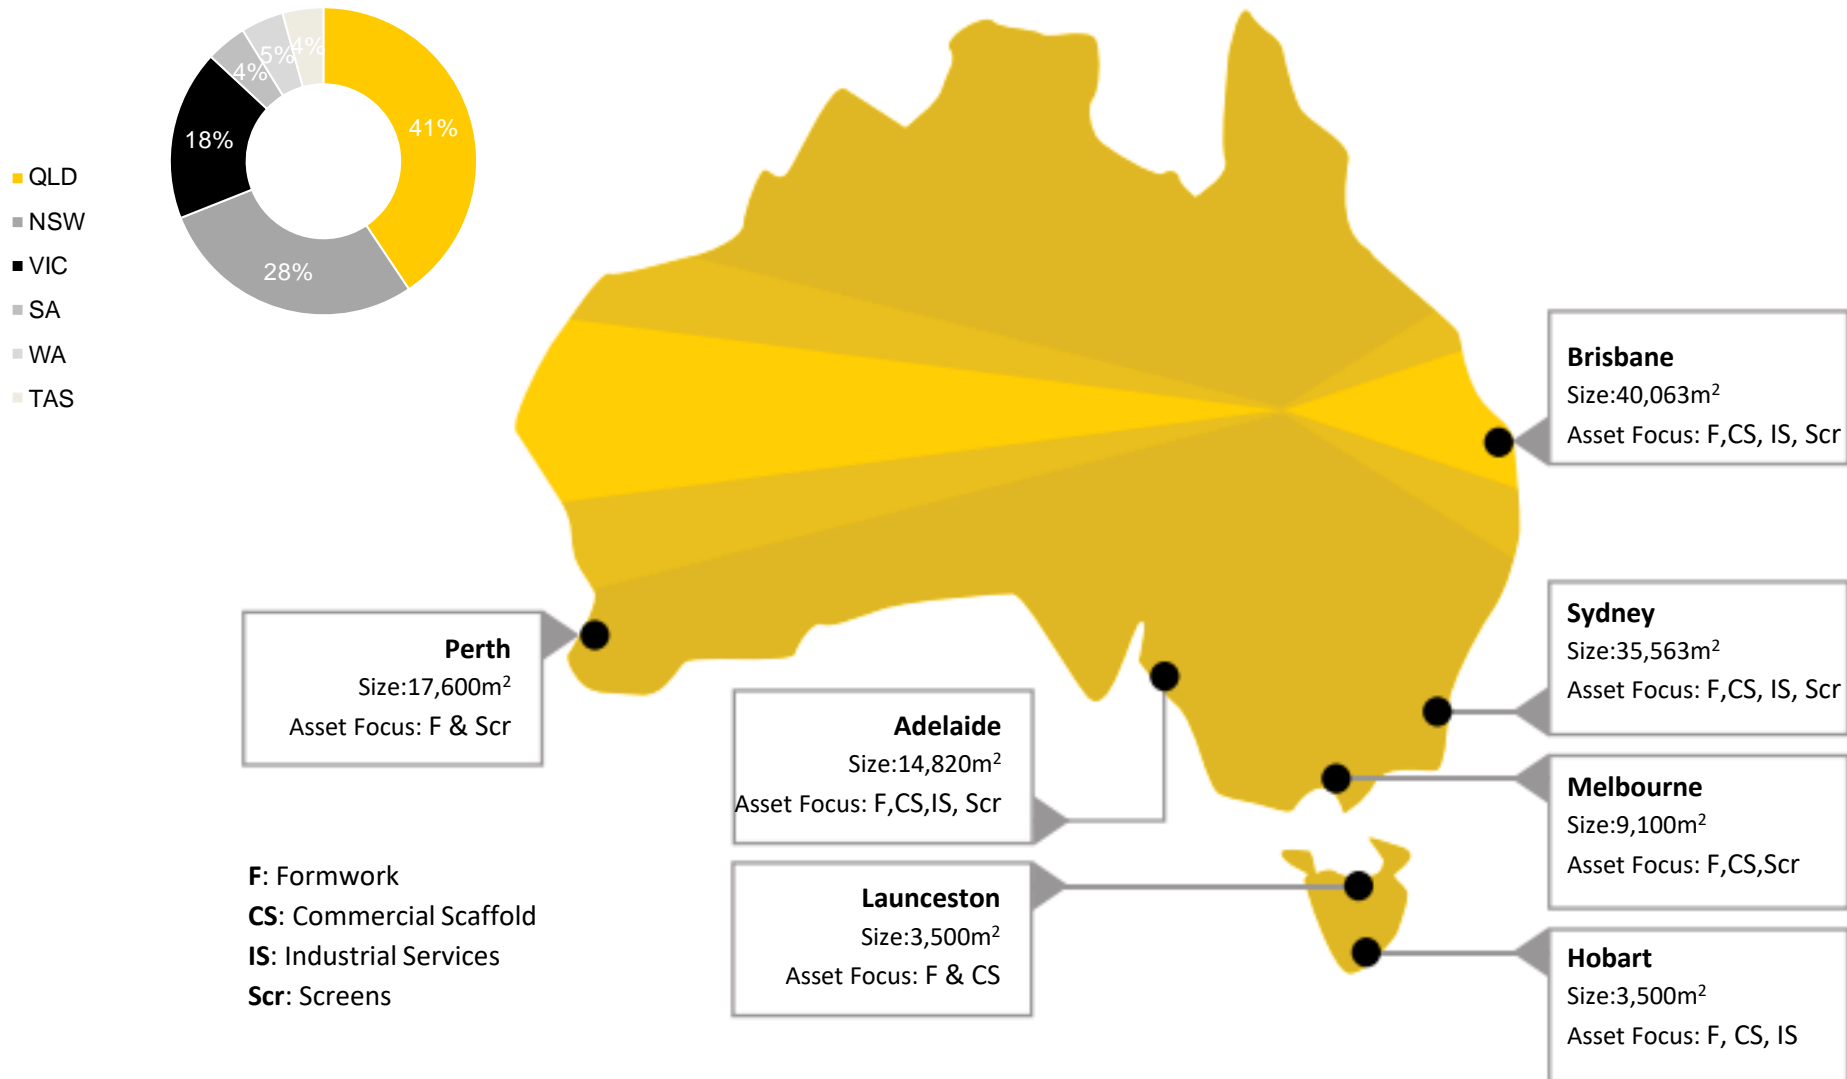 41%
28%
18%
4%
5%
4%
QLD
NSW
VIC
SA
WA
TAS
Brisbane
Size:40,063m²
Asset Focus: F,CS, IS, Scr
Sydney
Size:35,563m²
Asset Focus: F,CS, IS, Scr
Perth
Size:17,600m²
Asset Focus: F & Scr
Adelaide
Size:14,820m²
Asset Focus: F,CS,IS, Scr
Melbourne
Size:9,100m²
Asset Focus: F,CS,Scr
Launceston
Size:3,500m²
Asset Focus: F & CS
Hobart
Size:3,500m²
Asset Focus: F, CS, IS
F: Formwork
CS: Commercial Scaffold
IS: Industrial Services
Scr: Screens